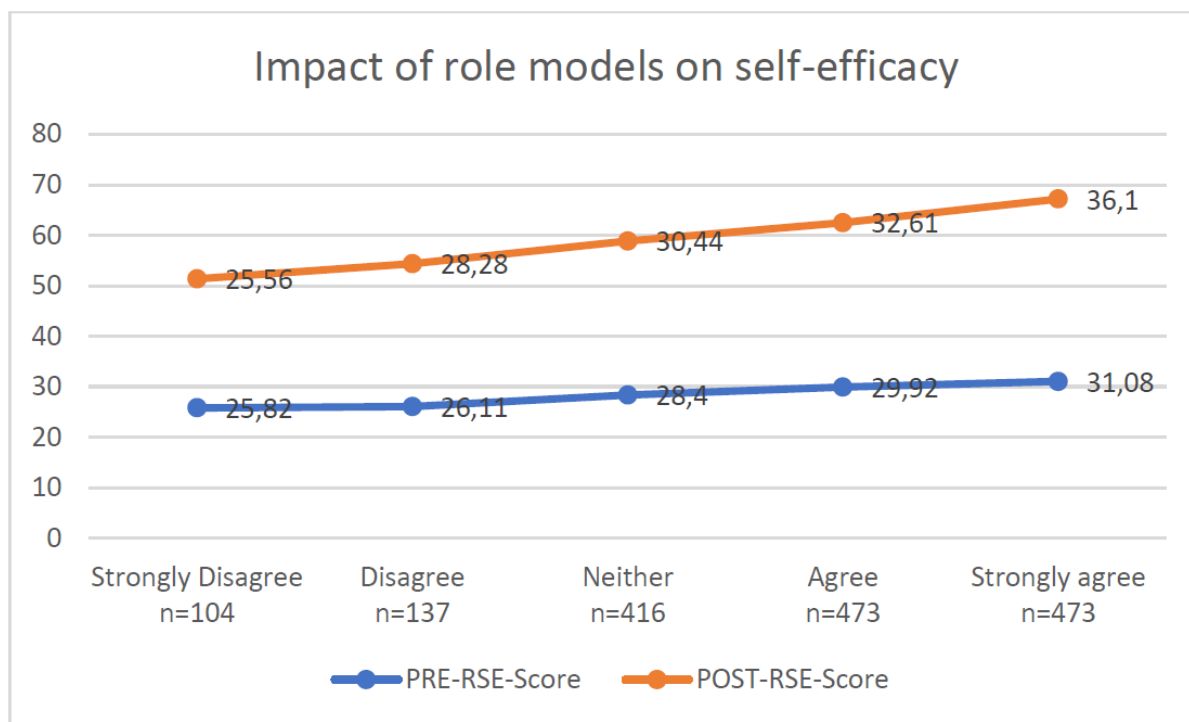 Impact of role models on self-efficacy
80
70
60
50
40
30
20
10
0
25,56
28,28
30,44
32,61
36,1
25,82
26,11
28,4
29,92
31,08
Strongly Disagree
n=104
Disagree
n=137
Neither
n=416
Agree
n=473
Strongly agree
n=473
PRE-RSE-Score
POST-RSE-Score